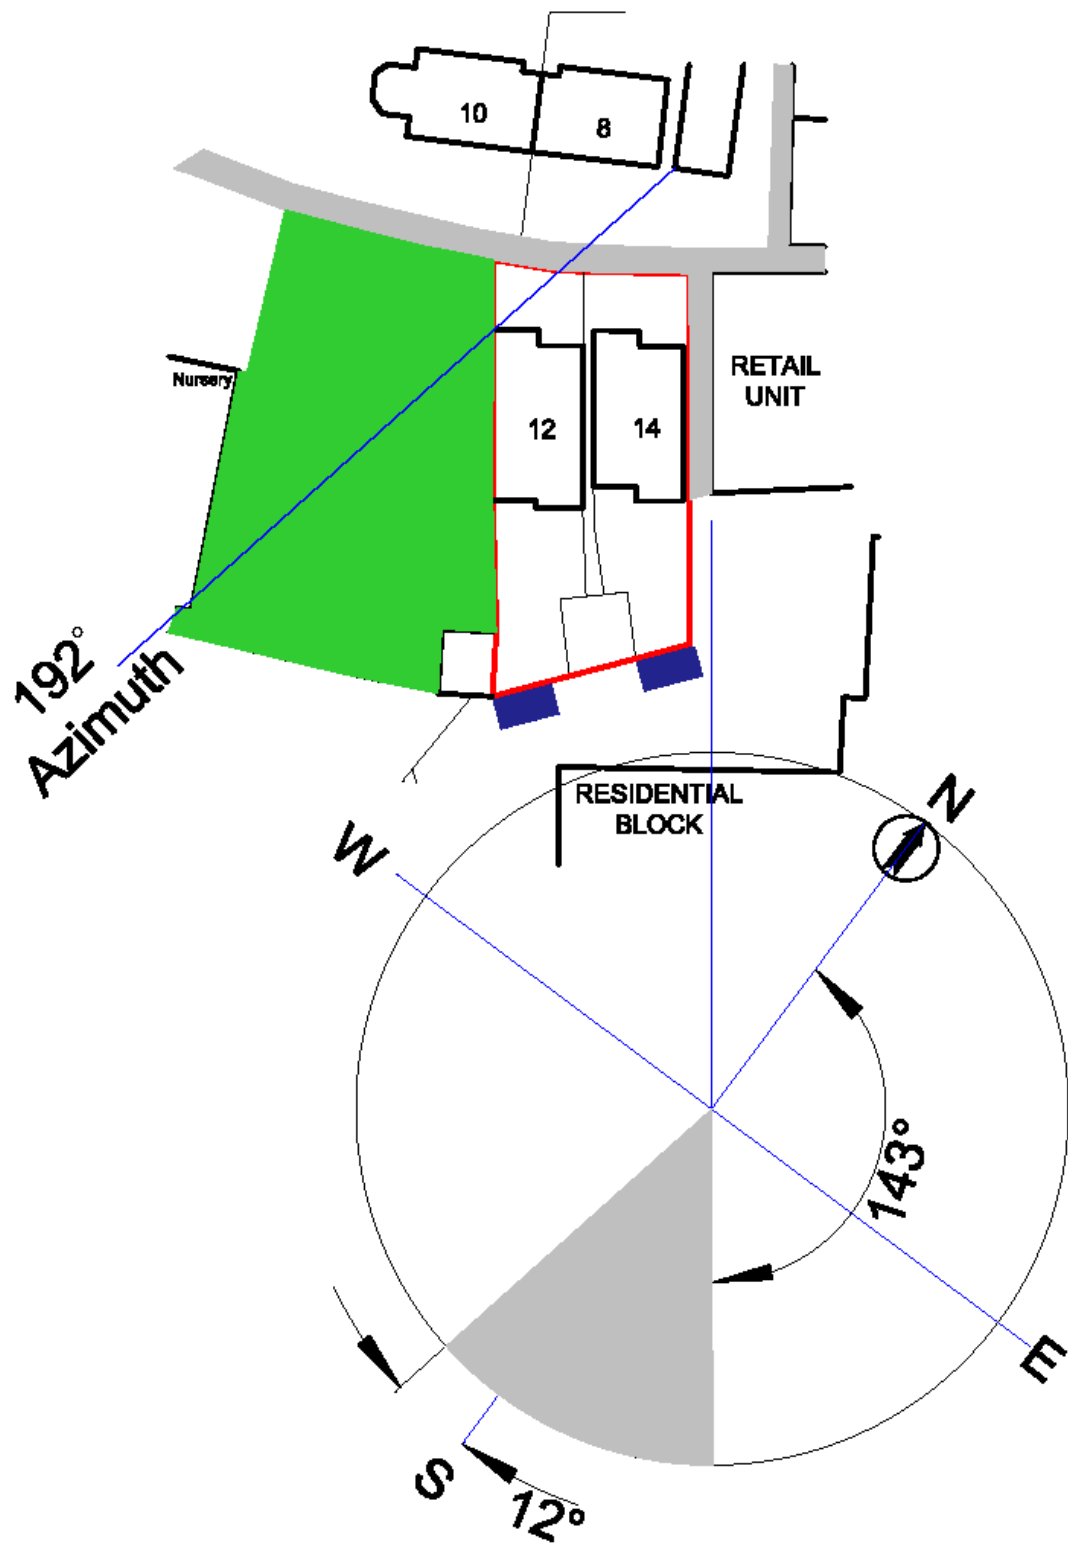 10
8
Nursery
RETAIL
UNIT
12
14
192°
Azimuth
RESIDENTIAL
BLOCK
N
W
143°
E
S
12°